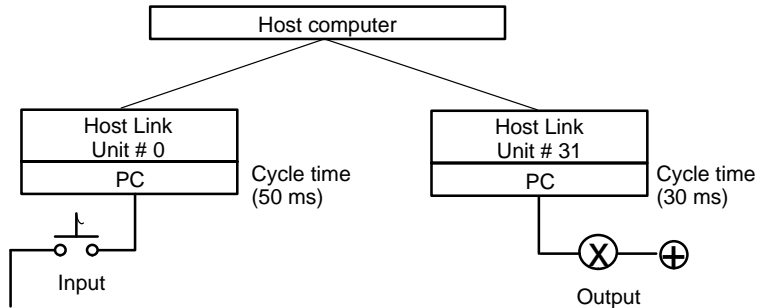 Host computer
Host Link
Unit # 0
PC
Cycle time
(50 ms)
Input
Host Link
Unit # 31
PC
Cycle time
(30 ms)
X
Output